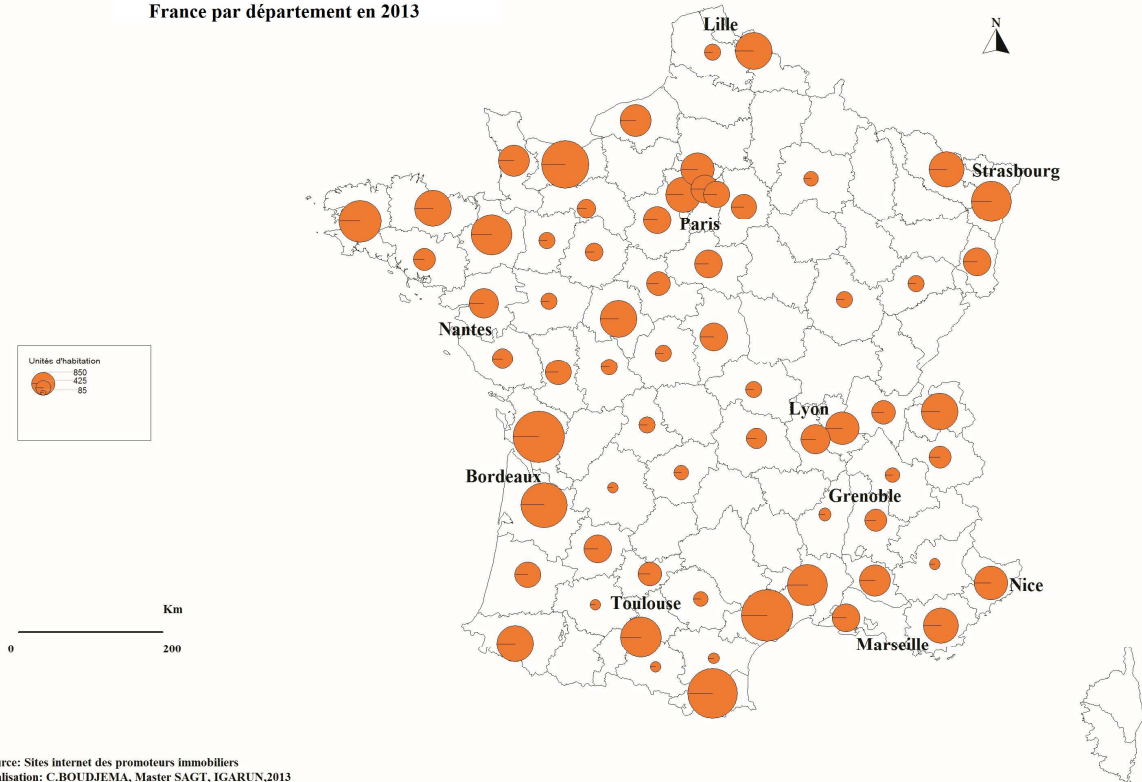 France par département en 2013
Lille
N
Strasbourg
Paris
Nantes
Unités d'habitation
850
425
85
Lyon
Bordeaux
Grenoble
Nice
Km
Toulouse
0 200
Marseille
urce: Sites internet des promoteurs immobiliers
alisation: C.BOUDJEMA, Master SAGT, IGARUN,2013